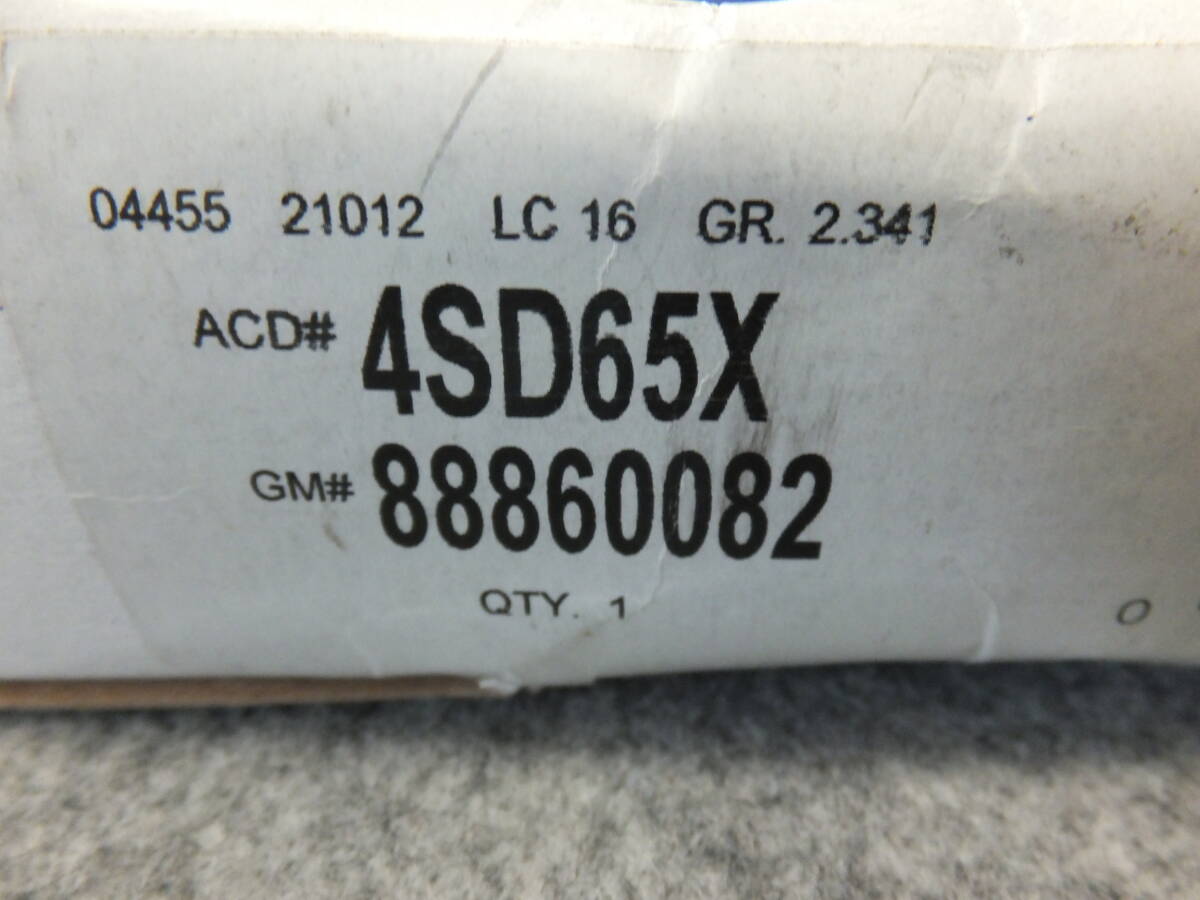 04455 21012 LC 16 GR. 2.341
ACD# 4SD65X
GM# 88860082
QTY. 1
O